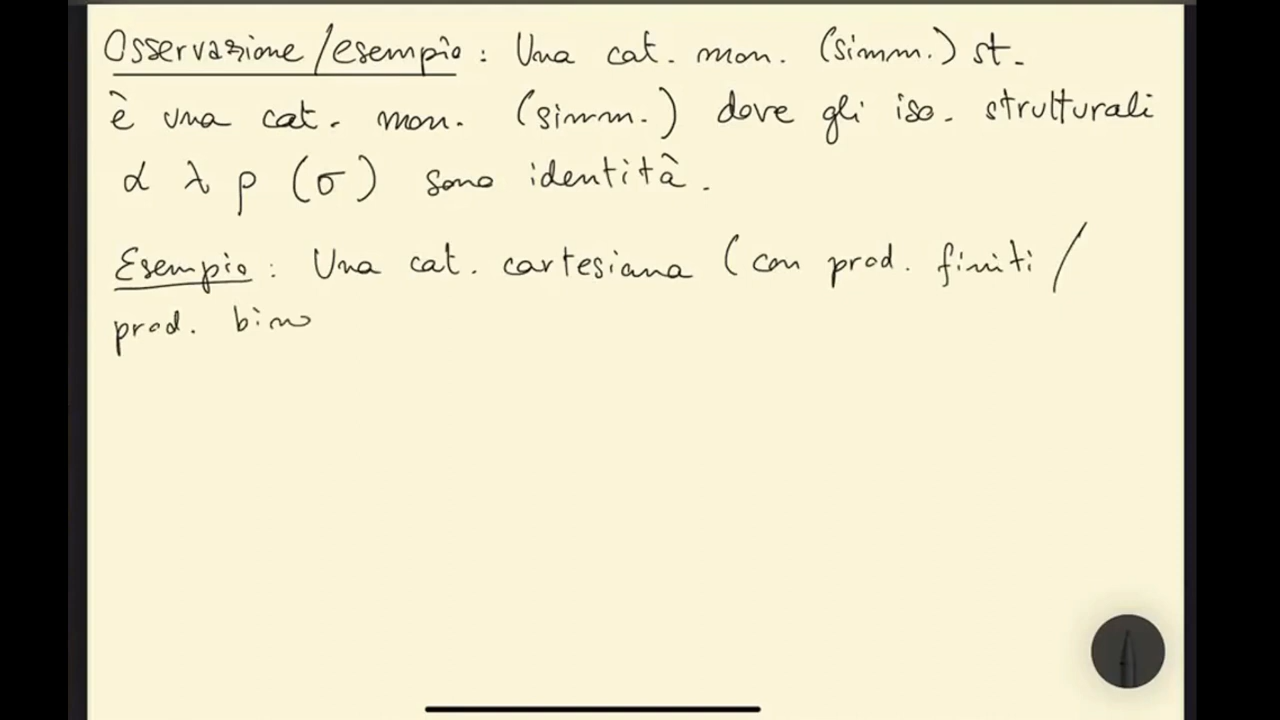 Osservazione/esempio: Una cat. mon. (simm.) st.
è una cat. mon. (simm.) dove gli iso. strutturali
α λ ρ (σ) sono identità.
Esempio: Una cat. cartesiana (con prod. finiti/
prod. bina